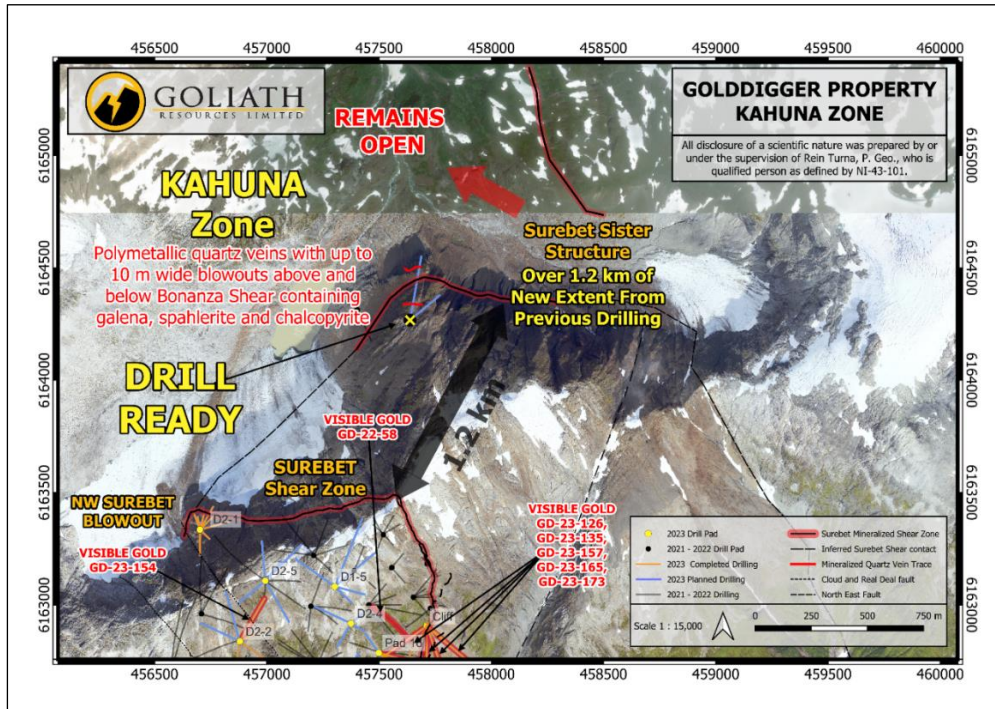 456500 457000 457500 458000 458500 459000 459500 460000
GOLIATH
RESOURCES LIMITED
REMAINS
OPEN
GOLDDIGGER PROPERTY
KAHUNA ZONE
All disclosure of a scientific nature was prepared by or
under the supervision of Rein Turna, P. Geo., who is
qualified person as defined by NI-43-101.
6165000
6165000
KAHUNA
Zone
Polymetallic quartz veins with up to
10 m wide blowouts above and
below Bonanza Shear containing
galena, spahlerite and chalcopyrite
Surebet Sister
Structure
Over 1.2 km of
New Extent From
Previous Drilling
6164500
6164500
DRILL
READY
6164000
6164000
1.2 km
VISIBLE GOLD
GD-22-58
SUREBET
Shear Zone
NW SUREBET
BLOWOUT
6163500
6163500
D2-1
VISIBLE GOLD
GD-23-154
VISIBLE GOLD
GD-23-126,
GD-23-135,
GD-23-157,
GD-23-165,
GD-23-173
D2-5
D1-5
D2-4
Cliff
D2-2
Pad 10
6163000
6163000
2023 Drill Pad
2021 - 2022 Drill Pad
2023 Completed Drilling
2023 Planned Drilling
2021 - 2022 Drilling
Surebet Mineralized Shear Zone
Inferred Surebet Shear contact
Mineralized Quartz Vein Trace
Cloud and Real Deal fault
North East Fault
Scale 1 : 15,000
0 250 500 750 m
456500 457000 457500 458000 458500 459000 459500 460000